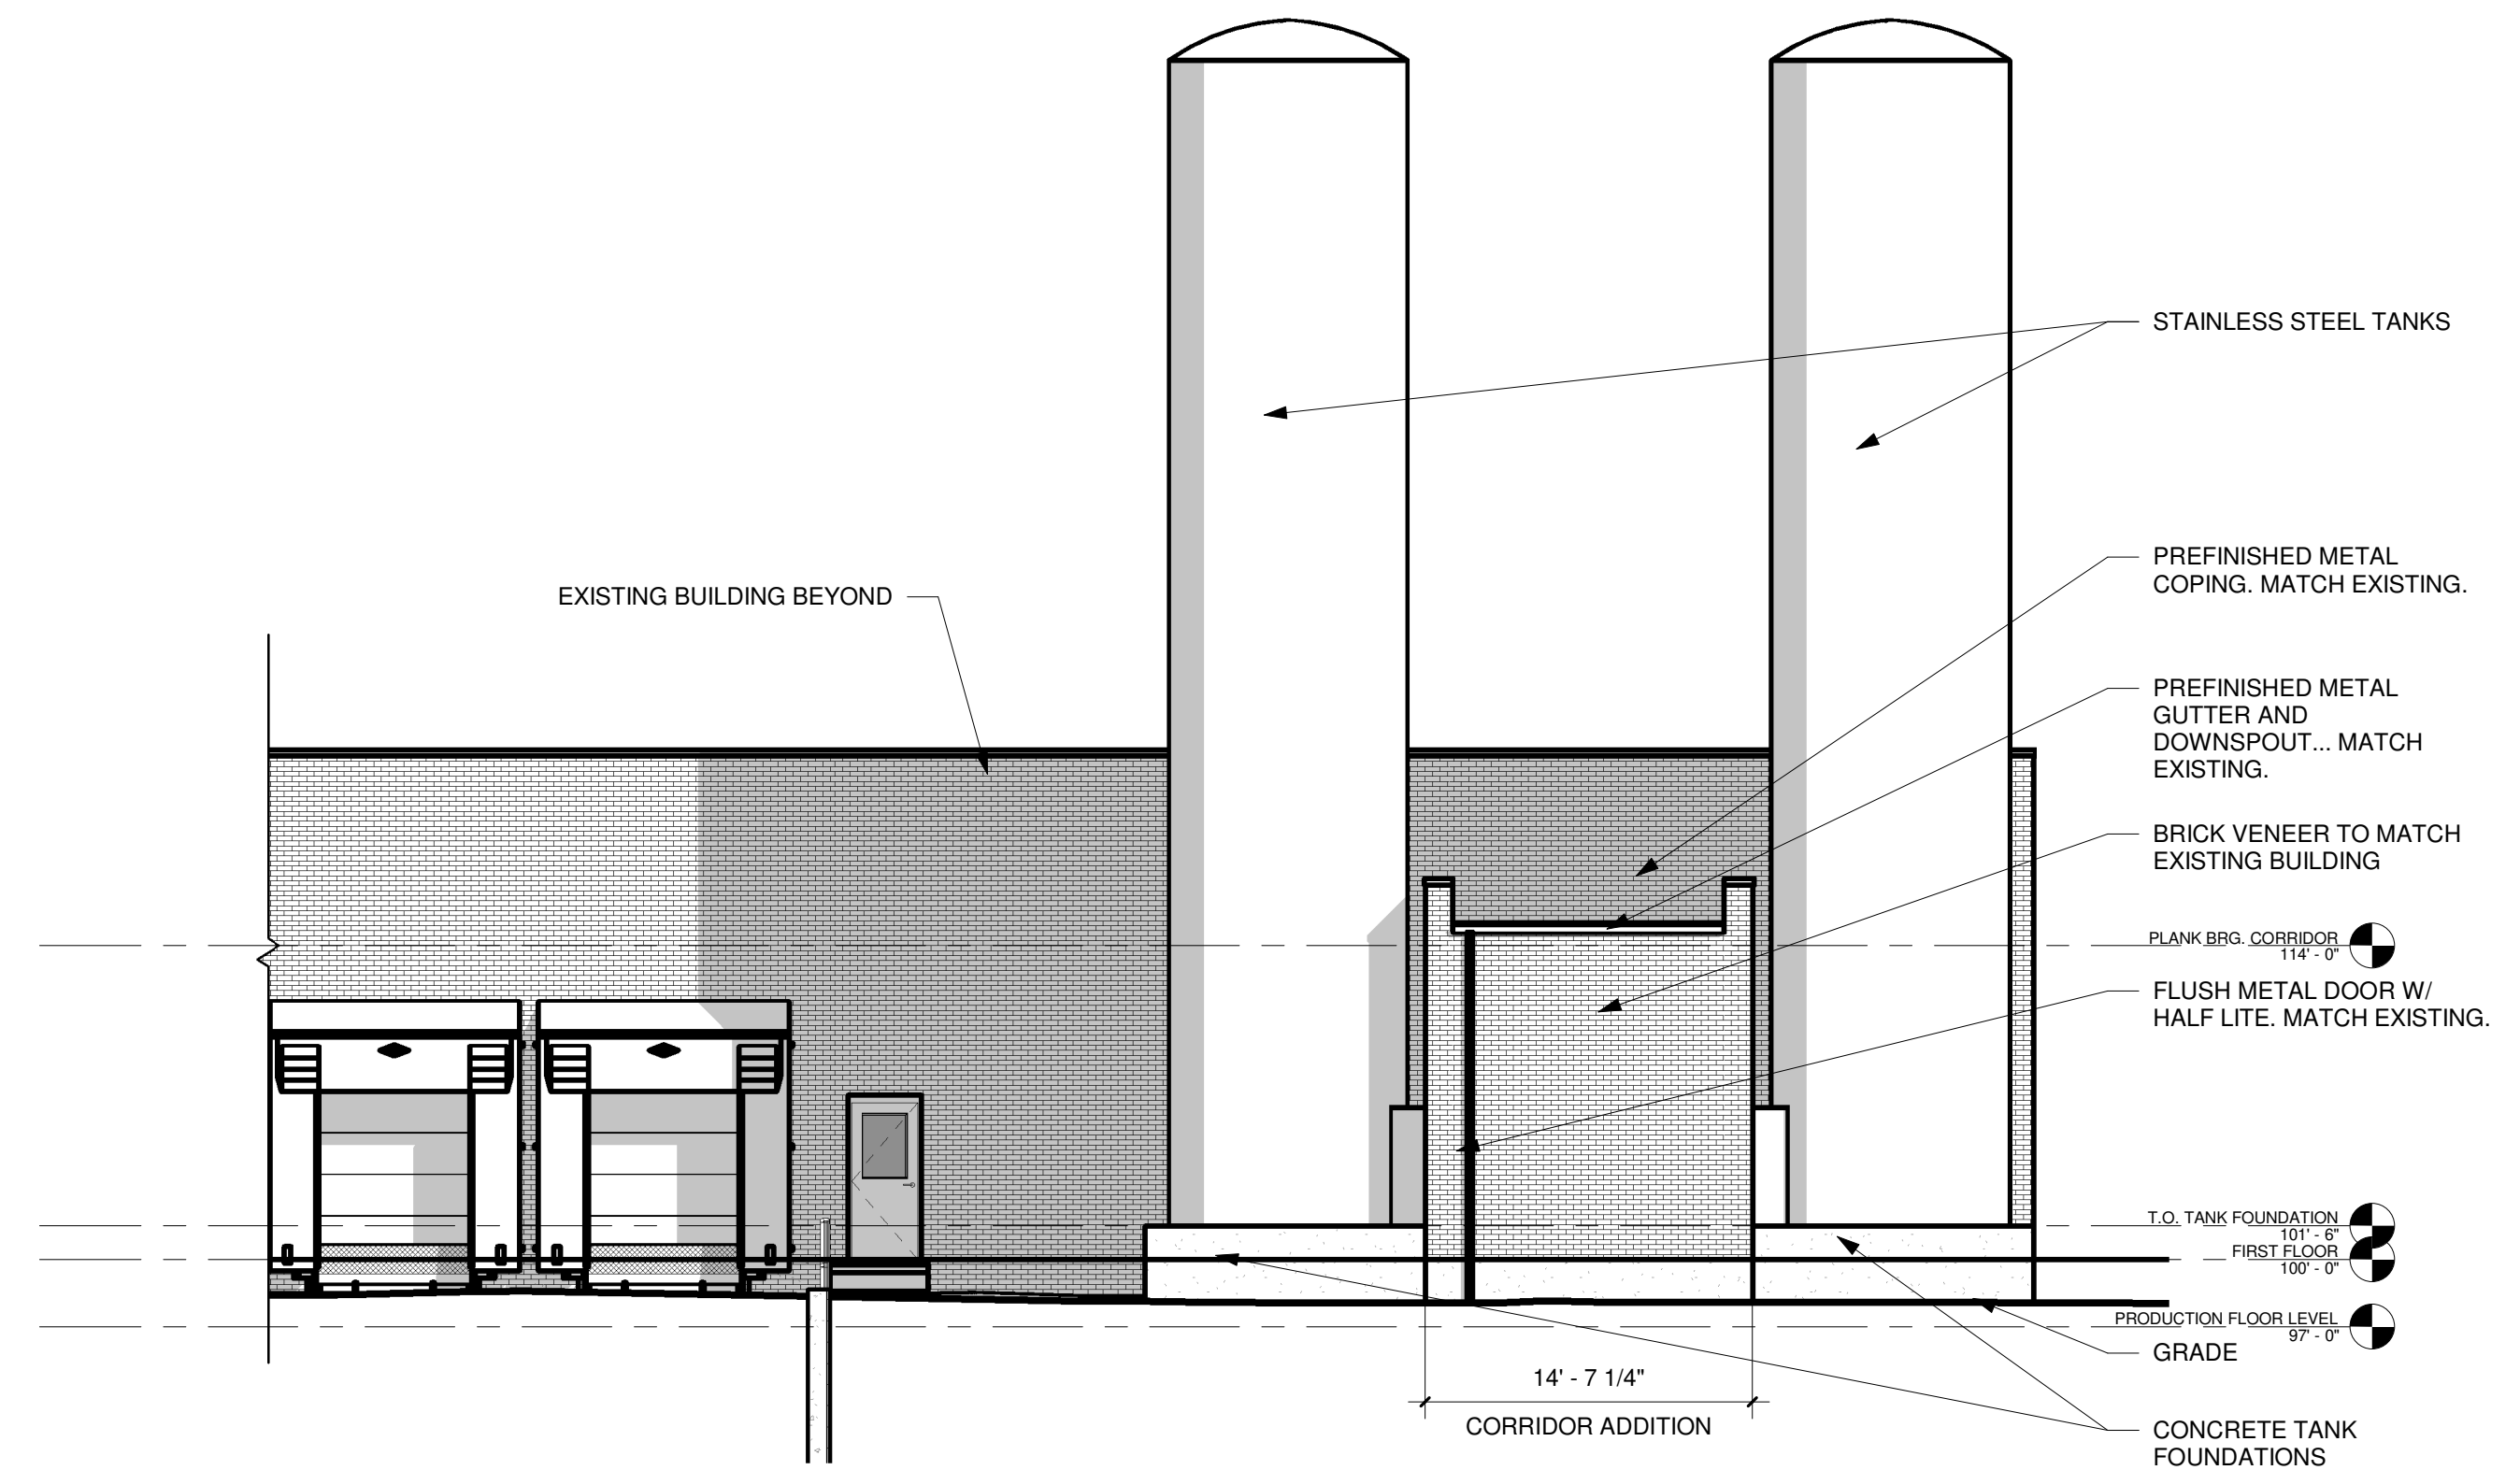 STAINLESS STEEL TANKS
PREFINISHED METAL
COPING. MATCH EXISTING.
EXISTING BUILDING BEYOND
PREFINISHED METAL
GUTTER AND
DOWNSPOUT... MATCH
EXISTING.
BRICK VENEER TO MATCH
EXISTING BUILDING
PLANK BRG. CORRIDOR
114' - 0"
FLUSH METAL DOOR W/
HALF LITE. MATCH EXISTING.
T.O. TANK FOUNDATION
101' - 6"
FIRST FLOOR
100' - 0"
PRODUCTION FLOOR LEVEL
97' - 0"
GRADE
14' - 7 1/4"
CORRIDOR ADDITION
CONCRETE TANK
FOUNDATIONS